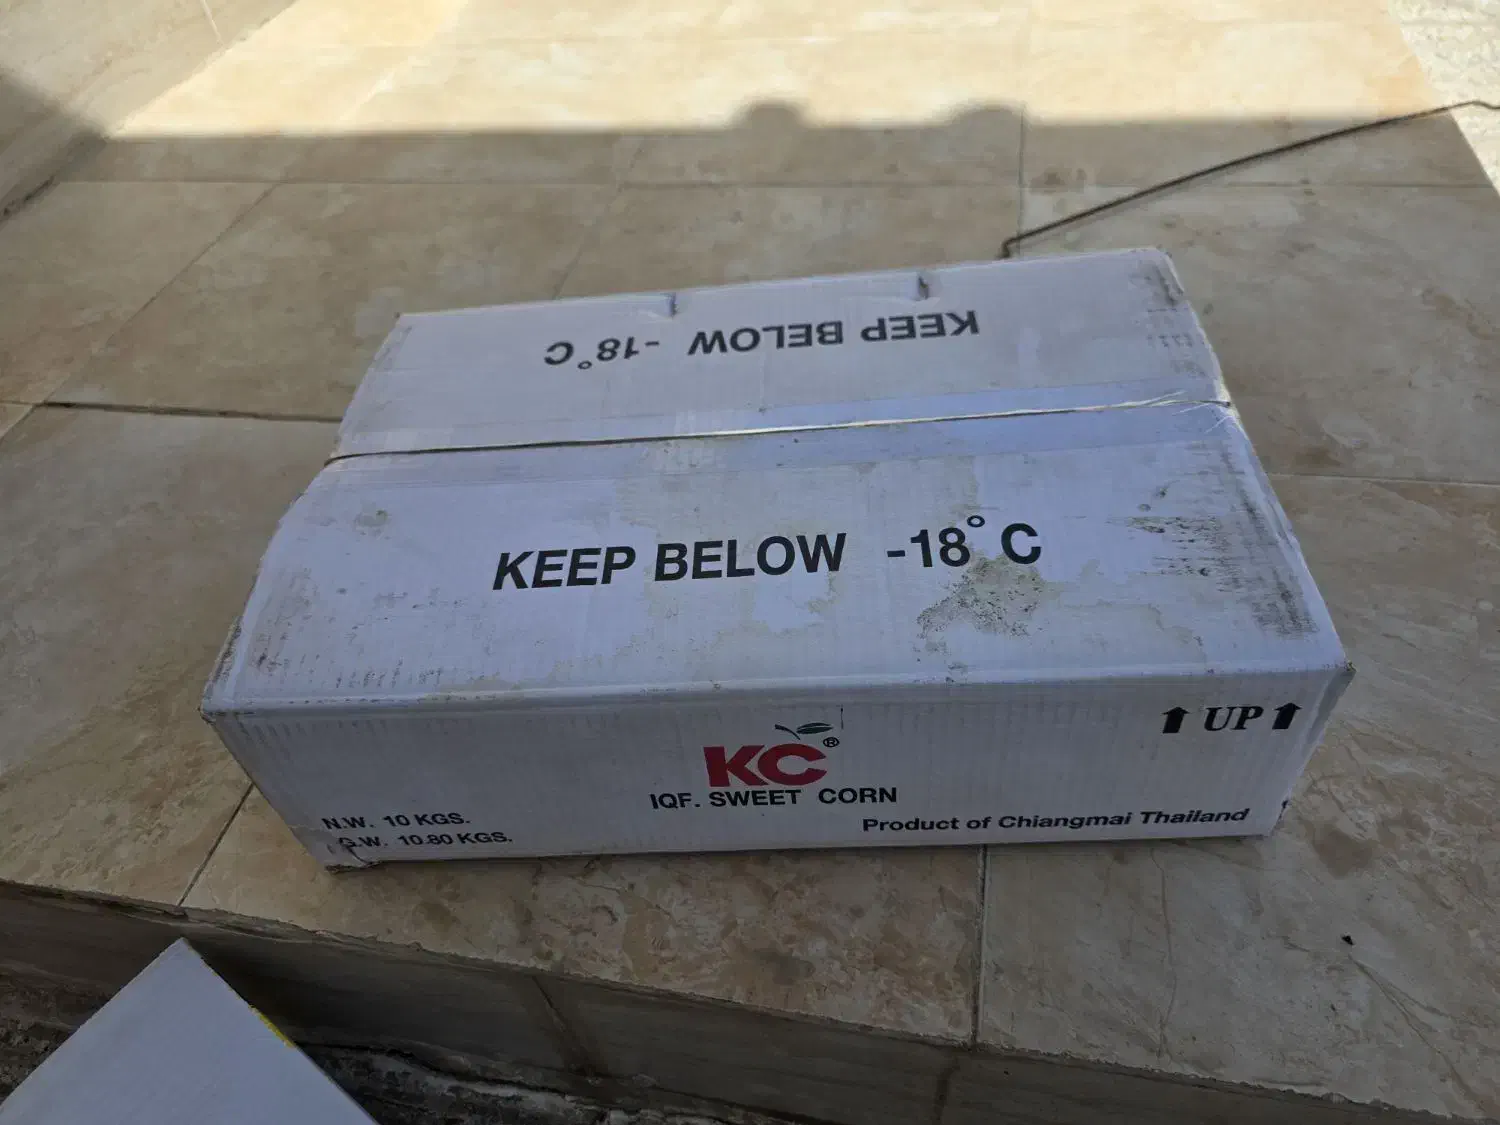 KEEP BELOW -18°C
KEEP BELOW -18°C
↑ UP ↑
KC®
IQF. SWEET CORN
N.W. 10 KGS.
G.W. 10.80 KGS.
Product of Chiangmai Thailand